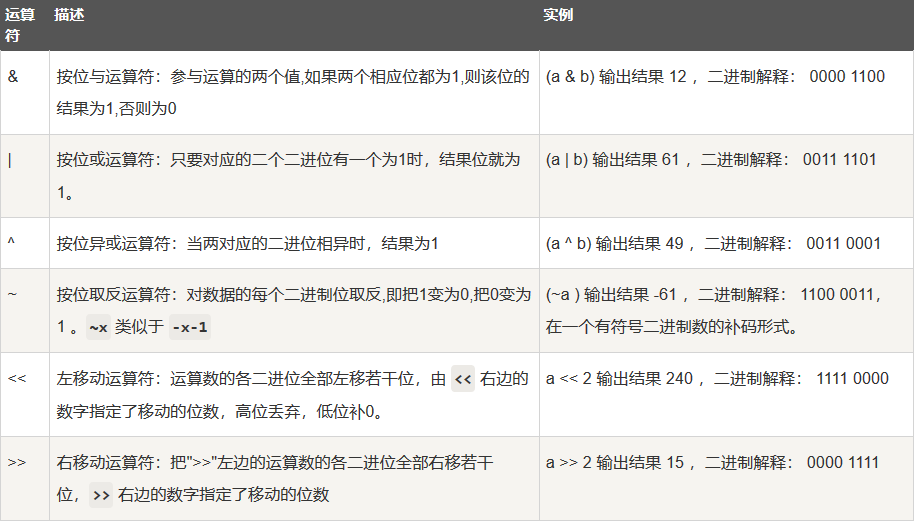 运算 描述 实例
符
& 按位与运算符：参与运算的两个值,如果两个相应位都为1,则该位的 (a & b) 输出结果 12 ，二进制解释： 0000 1100
结果为1,否则为0
| 按位或运算符：只要对应的二个二进位有一个为1时，结果位就为 (a | b) 输出结果 61 ，二进制解释： 0011 1101
1。
^ 按位异或运算符：当两对应的二进位相异时，结果为1 (a ^ b) 输出结果 49 ，二进制解释： 0011 0001
~ 按位取反运算符：对数据的每个二进制位取反,即把1变为0,把0变为 (~a ) 输出结果 -61 ，二进制解释： 1100 0011，
1 。~x 类似于 -x-1 在一个有符号二进制数的补码形式。
<< 左移动运算符：运算数的各二进位全部左移若干位，由 << 右边的 a << 2 输出结果 240 ，二进制解释： 1111 0000
数字指定了移动的位数，高位丢弃，低位补0。
>> 右移动运算符：把">>"左边的运算数的各二进位全部右移若干 a >> 2 输出结果 15 ，二进制解释： 0000 1111
位，>> 右边的数字指定了移动的位数